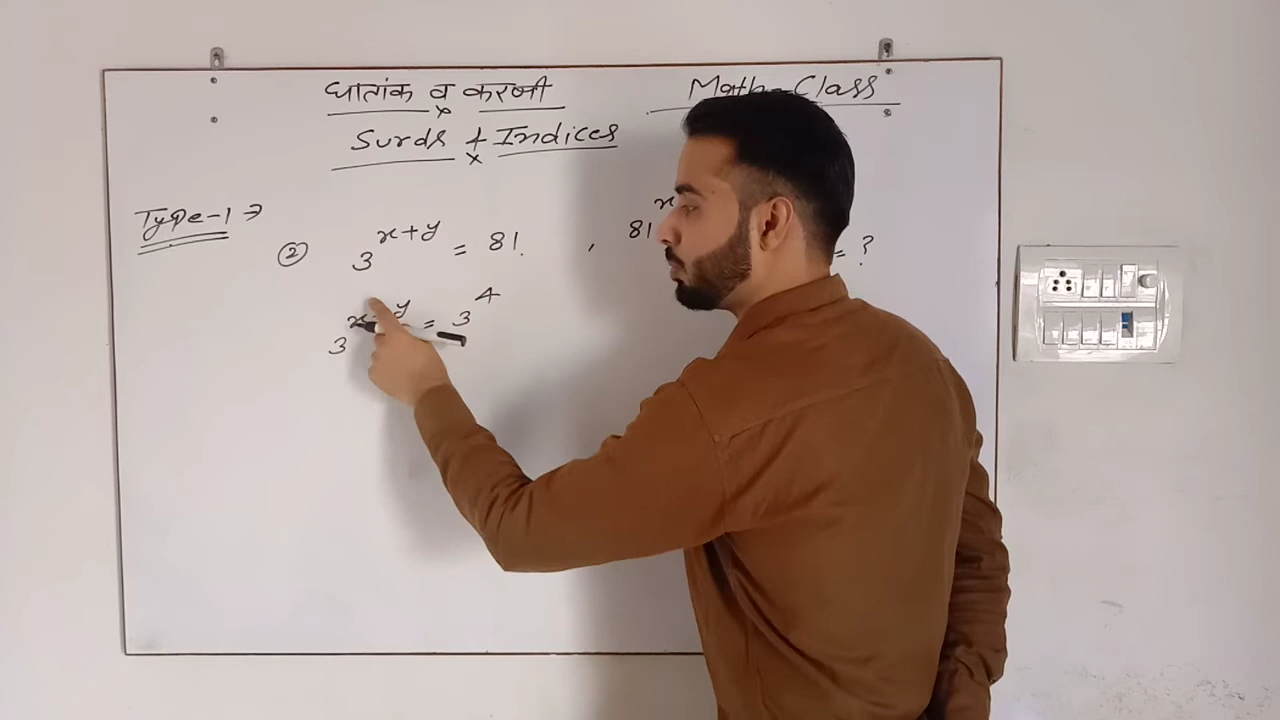 घातांक व करणी Math-Class
Surds & Indices
Type-1 →
② 3^{x+y} = 81. , 81^{x = ?
3^{x+y} = 3^4